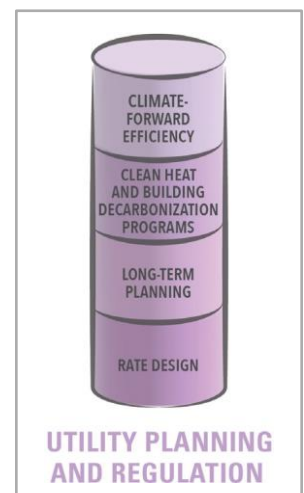 CLIMATE-
FORWARD
EFFICIENCY
CLEAN HEAT
AND BUILDING
DECARBONIZATION
PROGRAMS
LONG-TERM
PLANNING
RATE DESIGN
UTILITY PLANNING
AND REGULATION